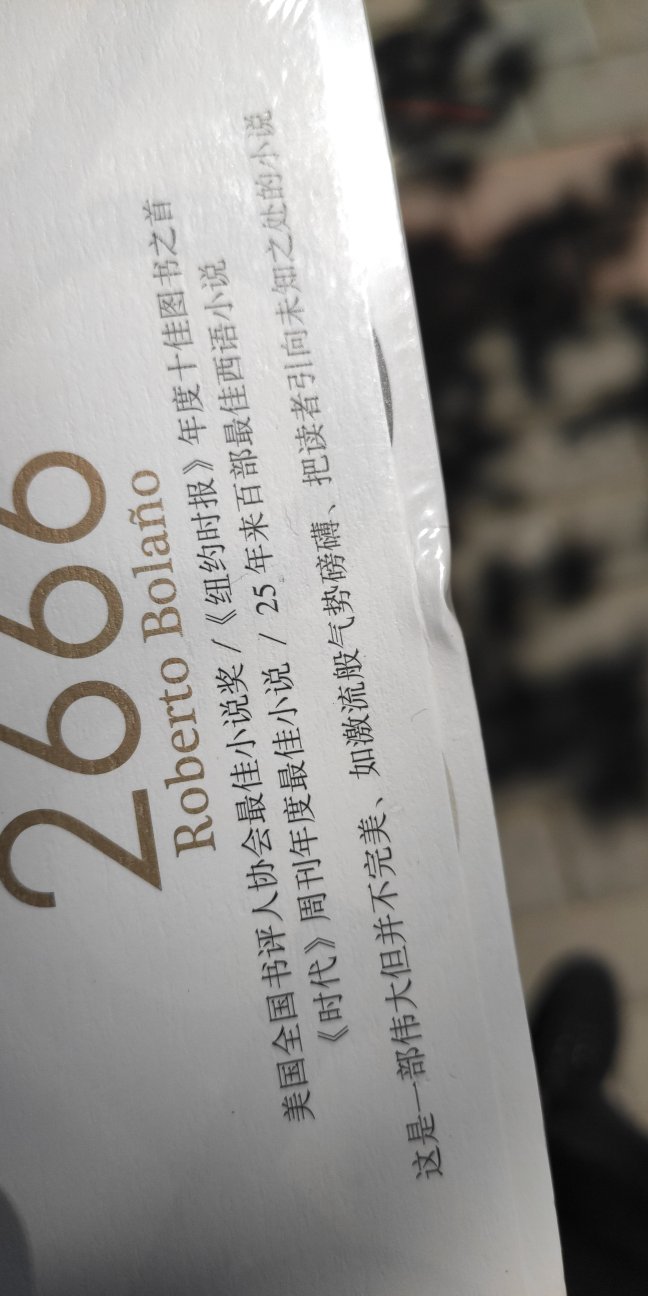 2666
Roberto Bolaño
美国全国书评人协会最佳小说奖 /《纽约时报》年度十佳图书之首
《时代》周刊年度最佳小说 / 25 年来百部最佳西语小说
这是一部伟大但并不完美、如激流般气势磅礴、把读者引向未知之处的小说